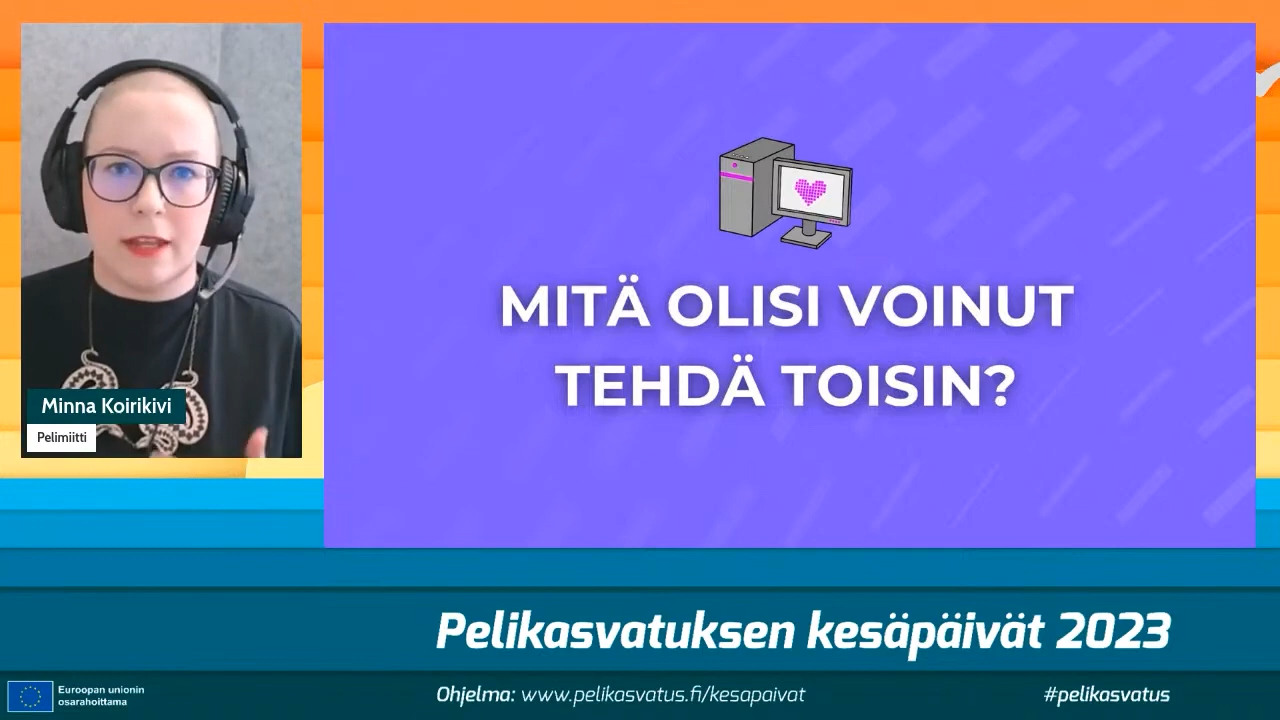 Minna Koirikivi
Pelimiitti
MITÄ OLISI VOINUT
TEHDÄ TOISIN?
Pelikasvatuksen kesäpäivät 2023
Euroopan unionin
osarahoittama
Ohjelma: www.pelikasvatus.fi/kesapaivat
#pelikasvatus